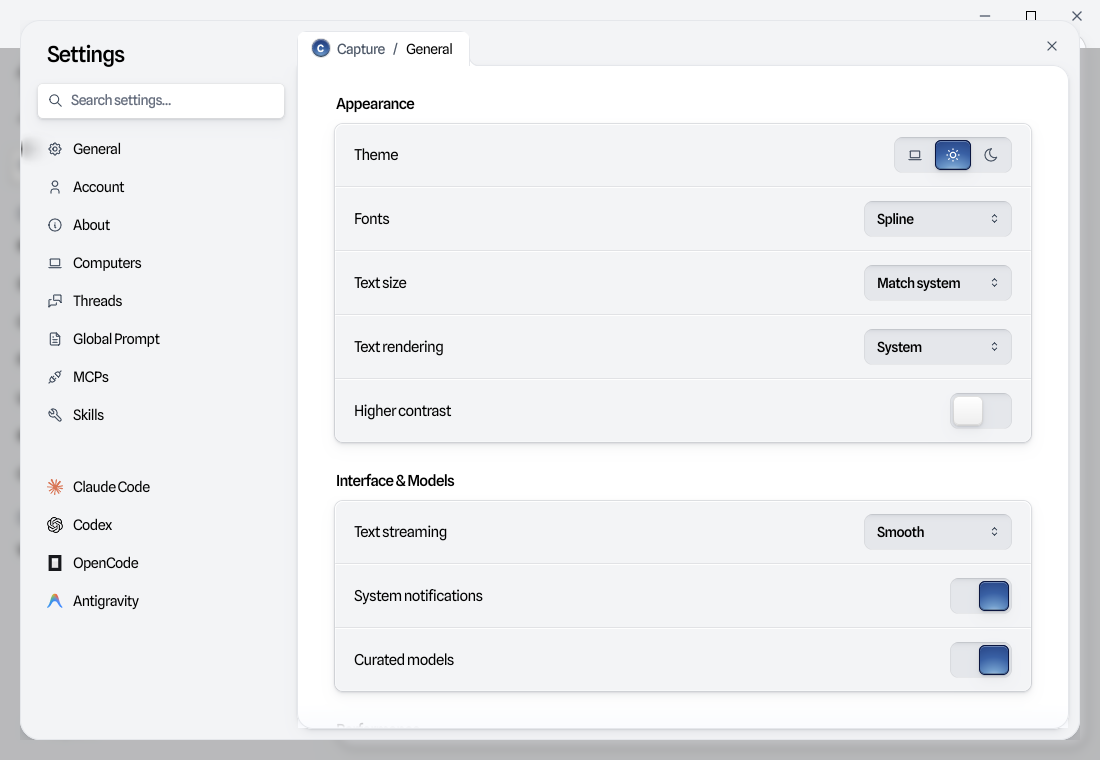 Settings
Search settings...
General
Account
About
Computers
Threads
Global Prompt
MCPs
Skills
Claude Code
Codex
OpenCode
Antigravity
C Capture / General
Appearance
Theme
Fonts
Spline
Text size
Match system
Text rendering
System
Higher contrast
Interface & Models
Text streaming
Smooth
System notifications
Curated models